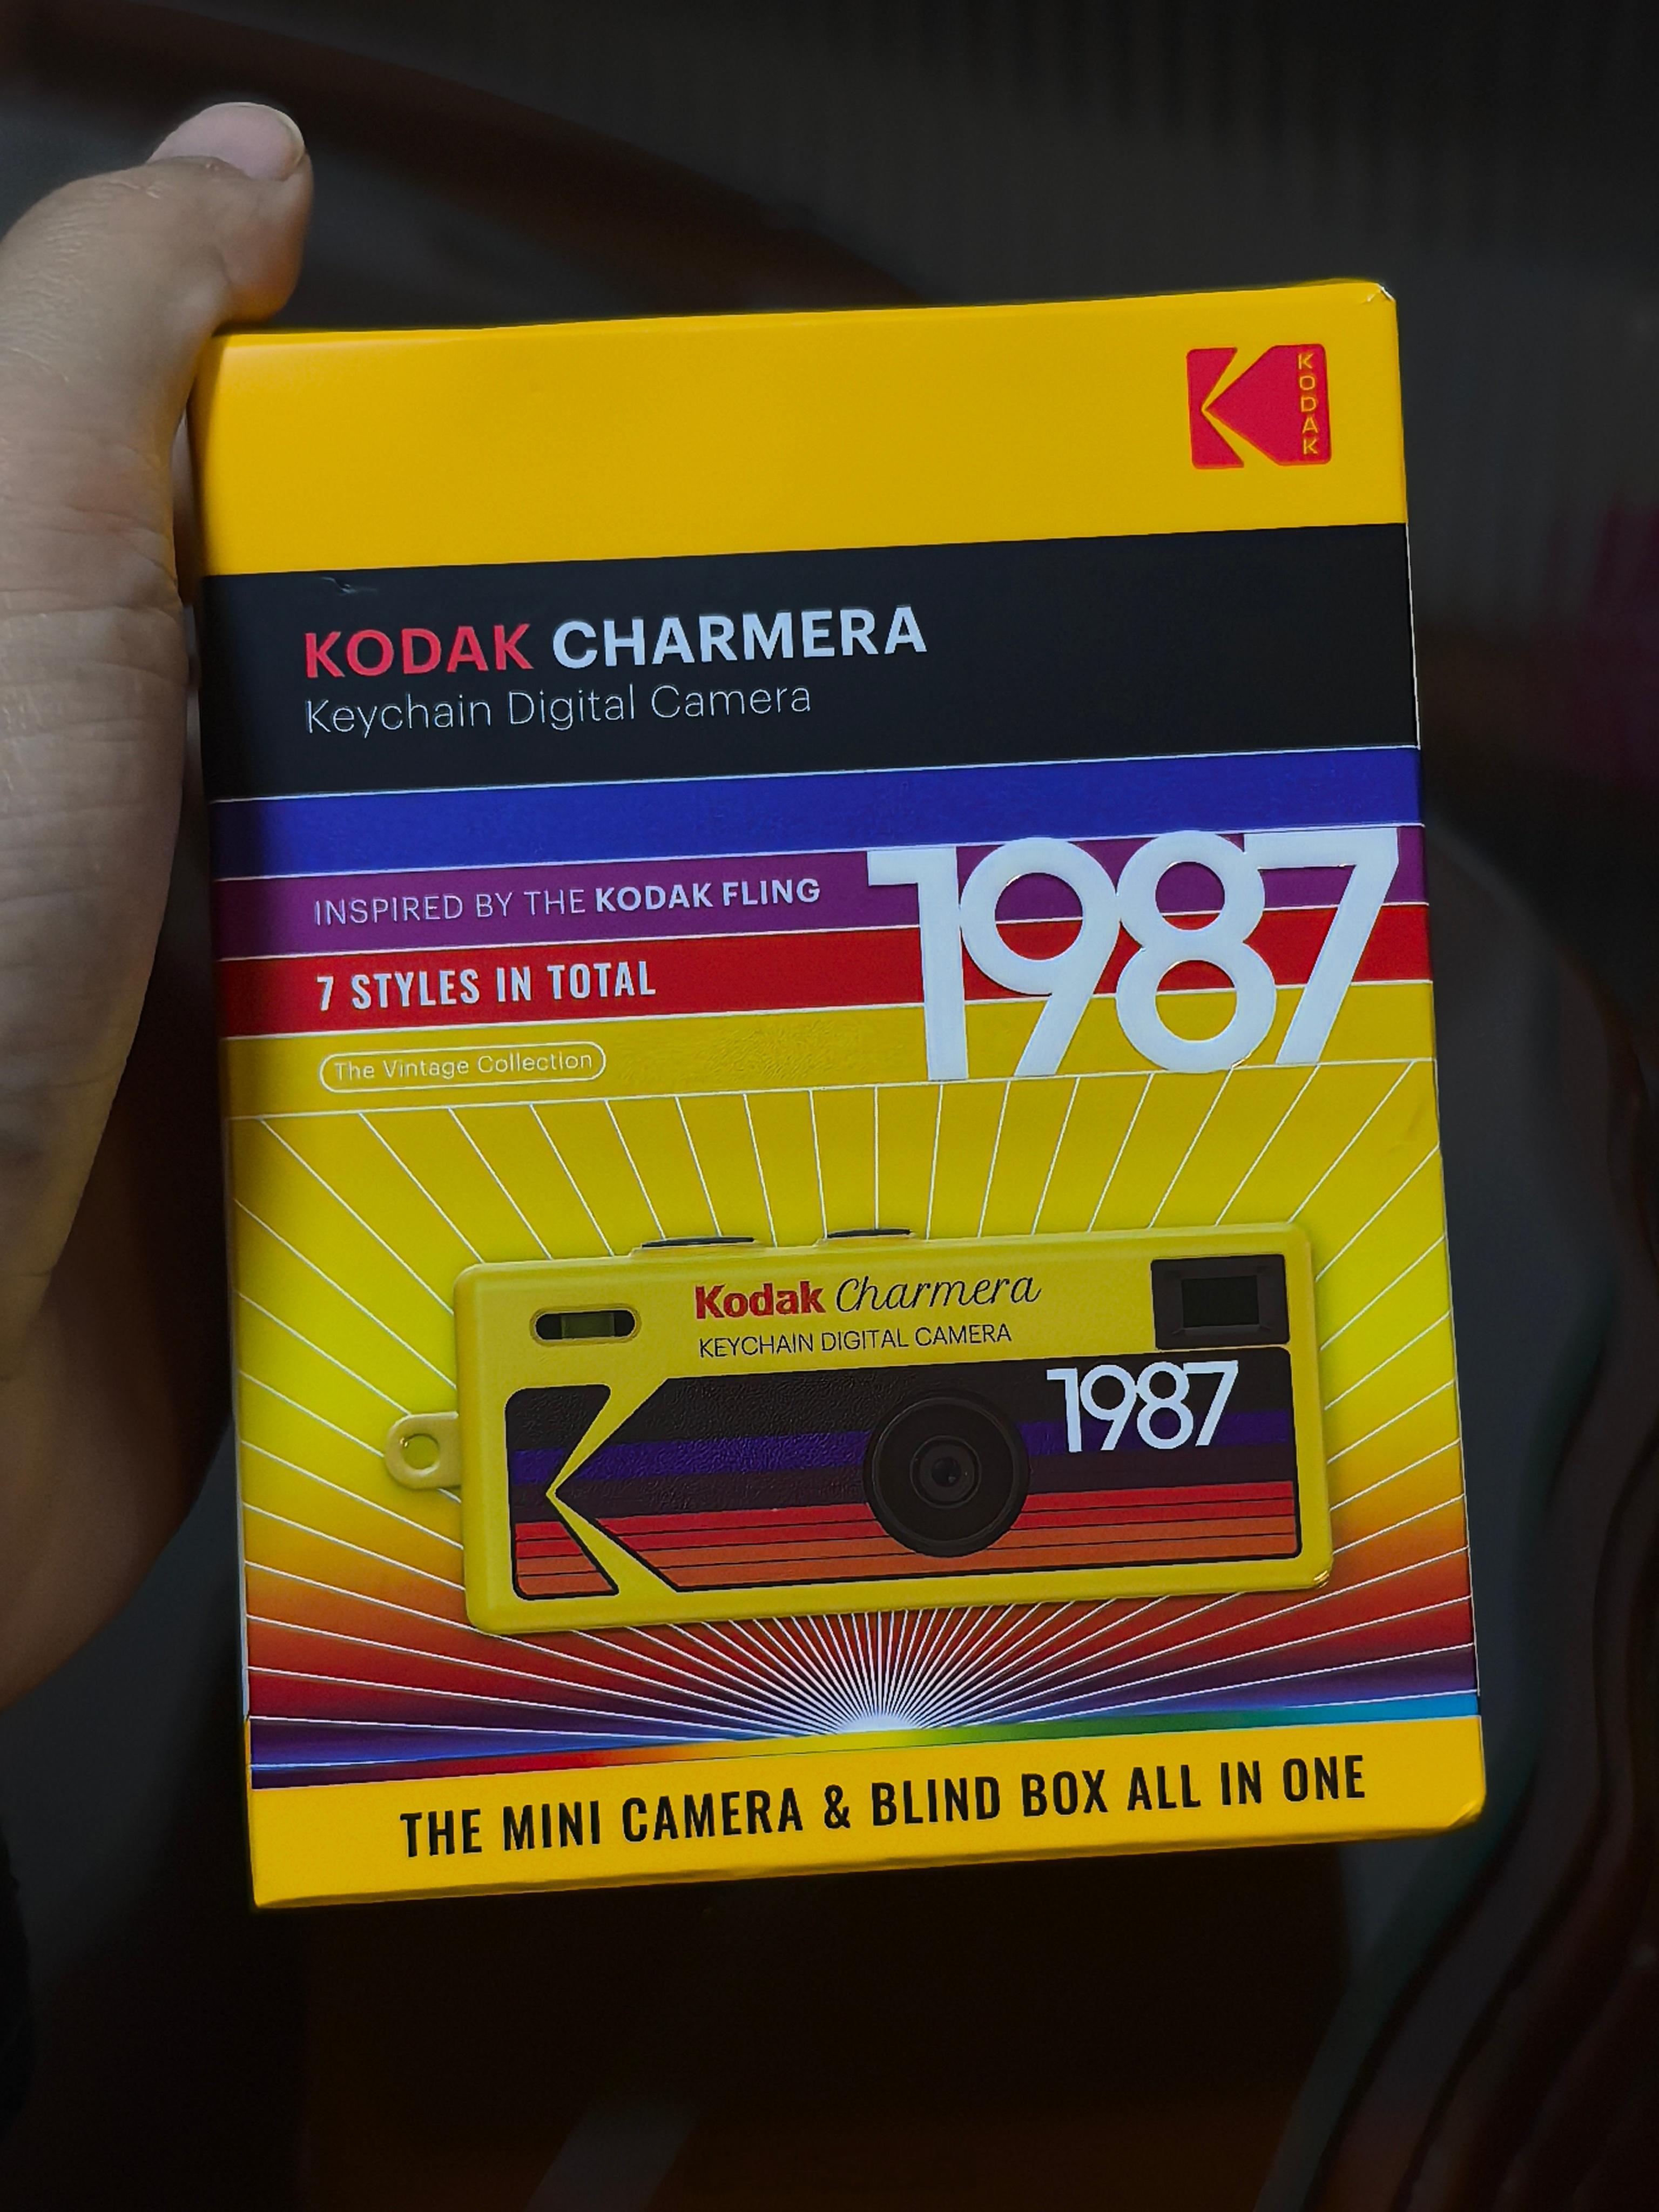 KODAK
KODAK CHARMERA
Keychain Digital Camera
INSPIRED BY THE KODAK FLING
1987
7 STYLES IN TOTAL
The Vintage Collection
Kodak Charmera
KEYCHAIN DIGITAL CAMERA
1987
THE MINI CAMERA & BLIND BOX ALL IN ONE